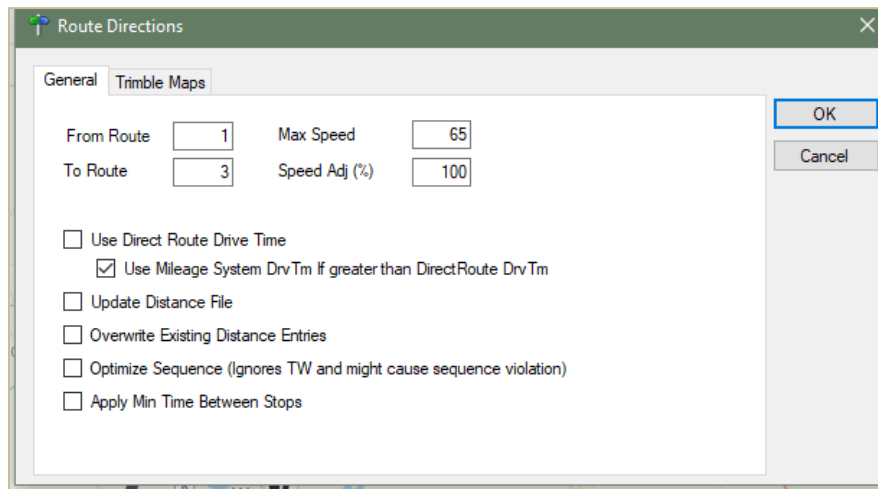 Route Directions
General Trimble Maps
OK
From Route 1 Max Speed 65
Cancel
To Route 3 Speed Adj (%) 100
Use Direct Route Drive Time
Use Mileage System DrvTm If greater than DirectRoute DrvTm
Update Distance File
Overwrite Existing Distance Entries
Optimize Sequence (Ignores TW and might cause sequence violation)
Apply Min Time Between Stops